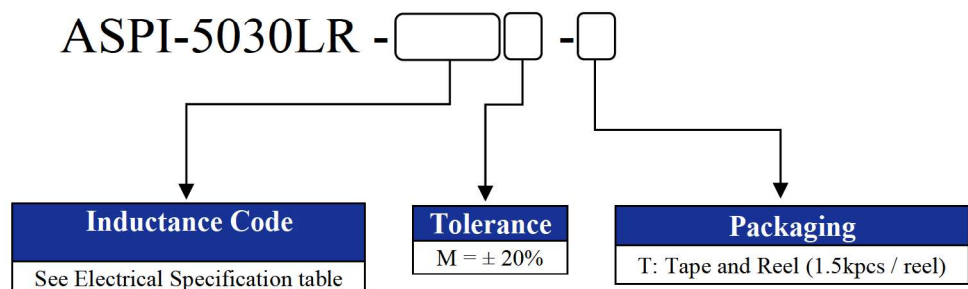 ASPI-5030LR - -
Inductance Code
See Electrical Specification table
Tolerance
M = ± 20%
Packaging
T: Tape and Reel (1.5kpcs / reel)